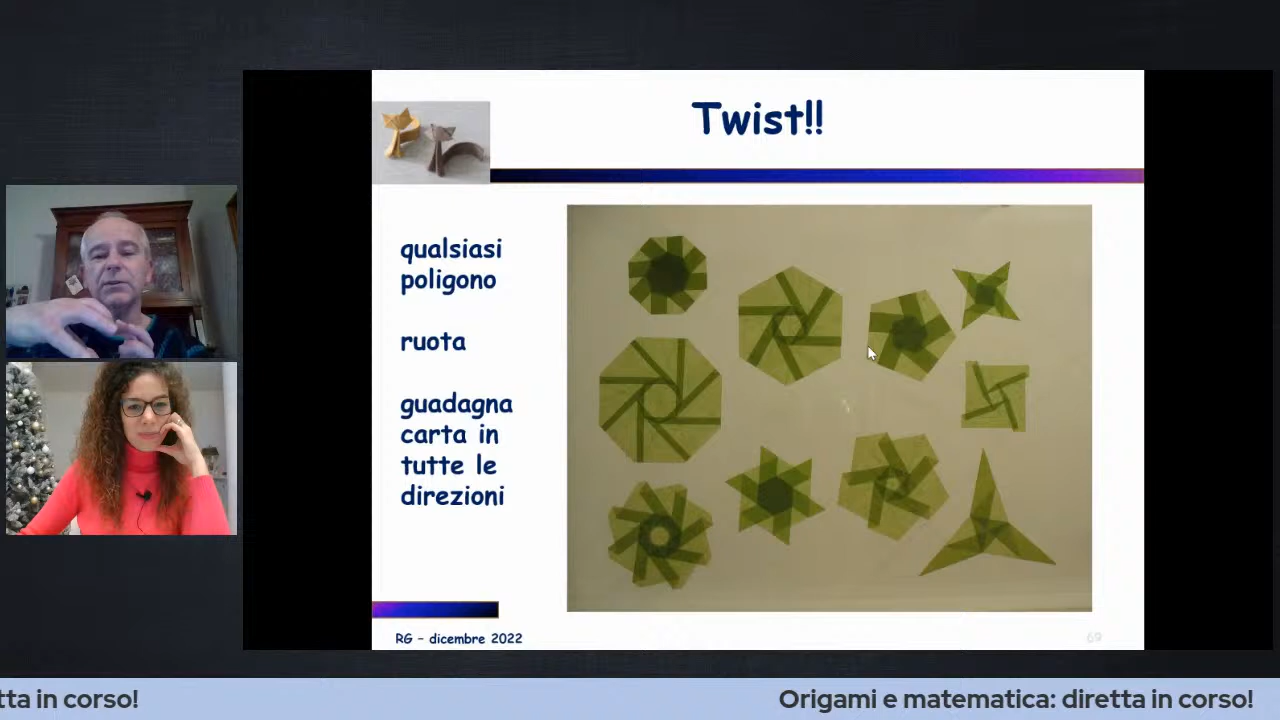 Twist!!
qualsiasi
poligono
ruota
guadagna
carta in
tutte le
direzioni
RG - dicembre 2022
69
tta in corso!
Origami e matematica: diretta in corso!